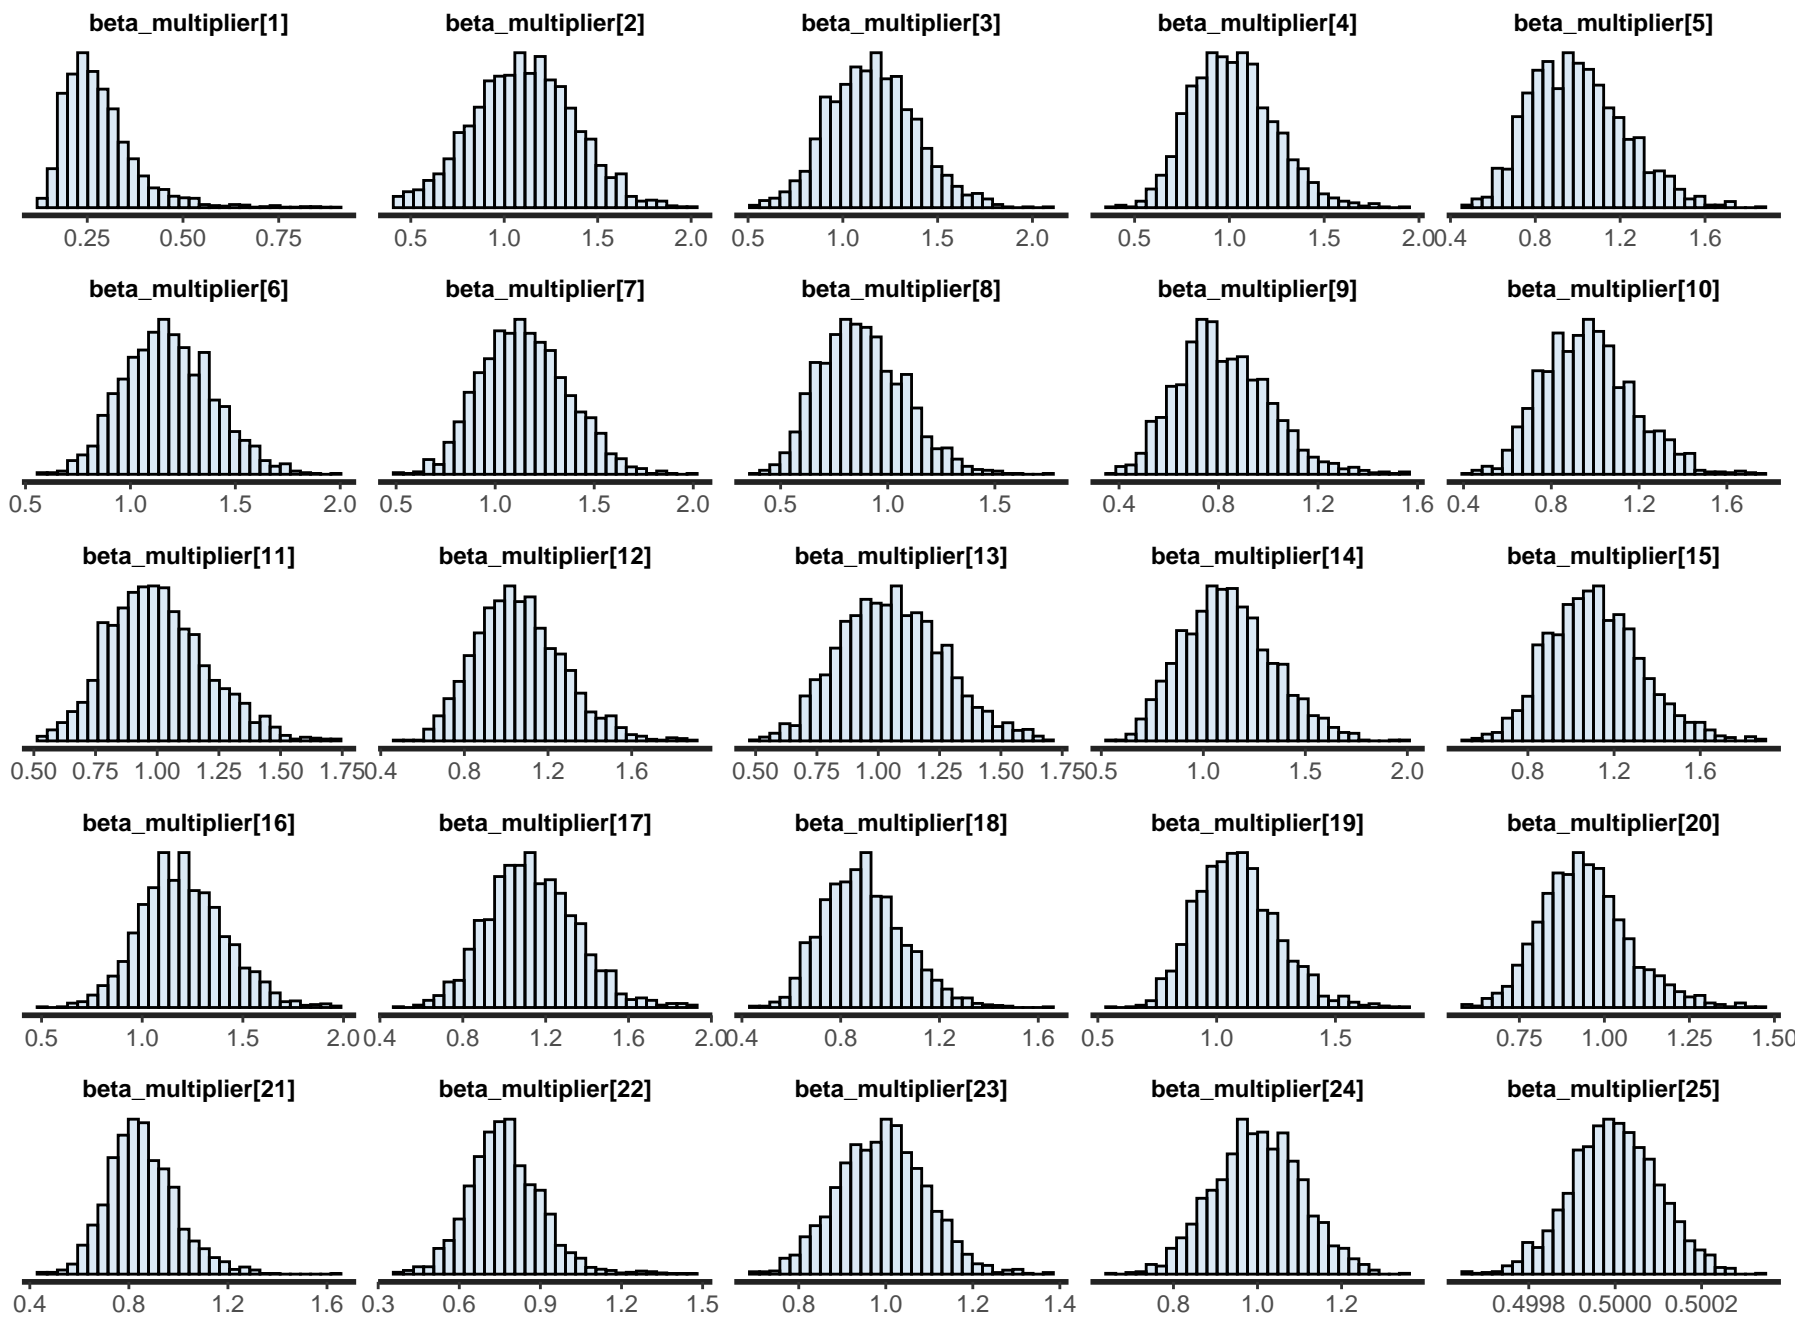 beta_multiplier[1] beta_multiplier[2] beta_multiplier[3] beta_multiplier[4] beta_multiplier[5]
0.25 0.50 0.75 0.5 1.0 1.5 2.0 0.5 1.0 1.5 2.0 0.5 1.0 1.5 2.0 0.4 0.8 1.2 1.6
beta_multiplier[6] beta_multiplier[7] beta_multiplier[8] beta_multiplier[9] beta_multiplier[10]
0.5 1.0 1.5 2.0 0.5 1.0 1.5 2.0 0.5 1.0 1.5 0.4 0.8 1.2 1.6 0.4 0.8 1.2 1.6
beta_multiplier[11] beta_multiplier[12] beta_multiplier[13] beta_multiplier[14] beta_multiplier[15]
0.50 0.75 1.00 1.25 1.50 1.75 0.4 0.8 1.2 1.6 0.50 0.75 1.00 1.25 1.50 1.75 0.5 1.0 1.5 2.0 0.8 1.2 1.6
beta_multiplier[16] beta_multiplier[17] beta_multiplier[18] beta_multiplier[19] beta_multiplier[20]
0.5 1.0 1.5 2.0 0.4 0.8 1.2 1.6 2.0 0.4 0.8 1.2 1.6 0.5 1.0 1.5 0.75 1.00 1.25 1.50
beta_multiplier[21] beta_multiplier[22] beta_multiplier[23] beta_multiplier[24] beta_multiplier[25]
0.4 0.8 1.2 1.6 0.3 0.6 0.9 1.2 1.5 0.8 1.0 1.2 1.4 0.8 1.0 1.2 0.4998 0.5000 0.5002